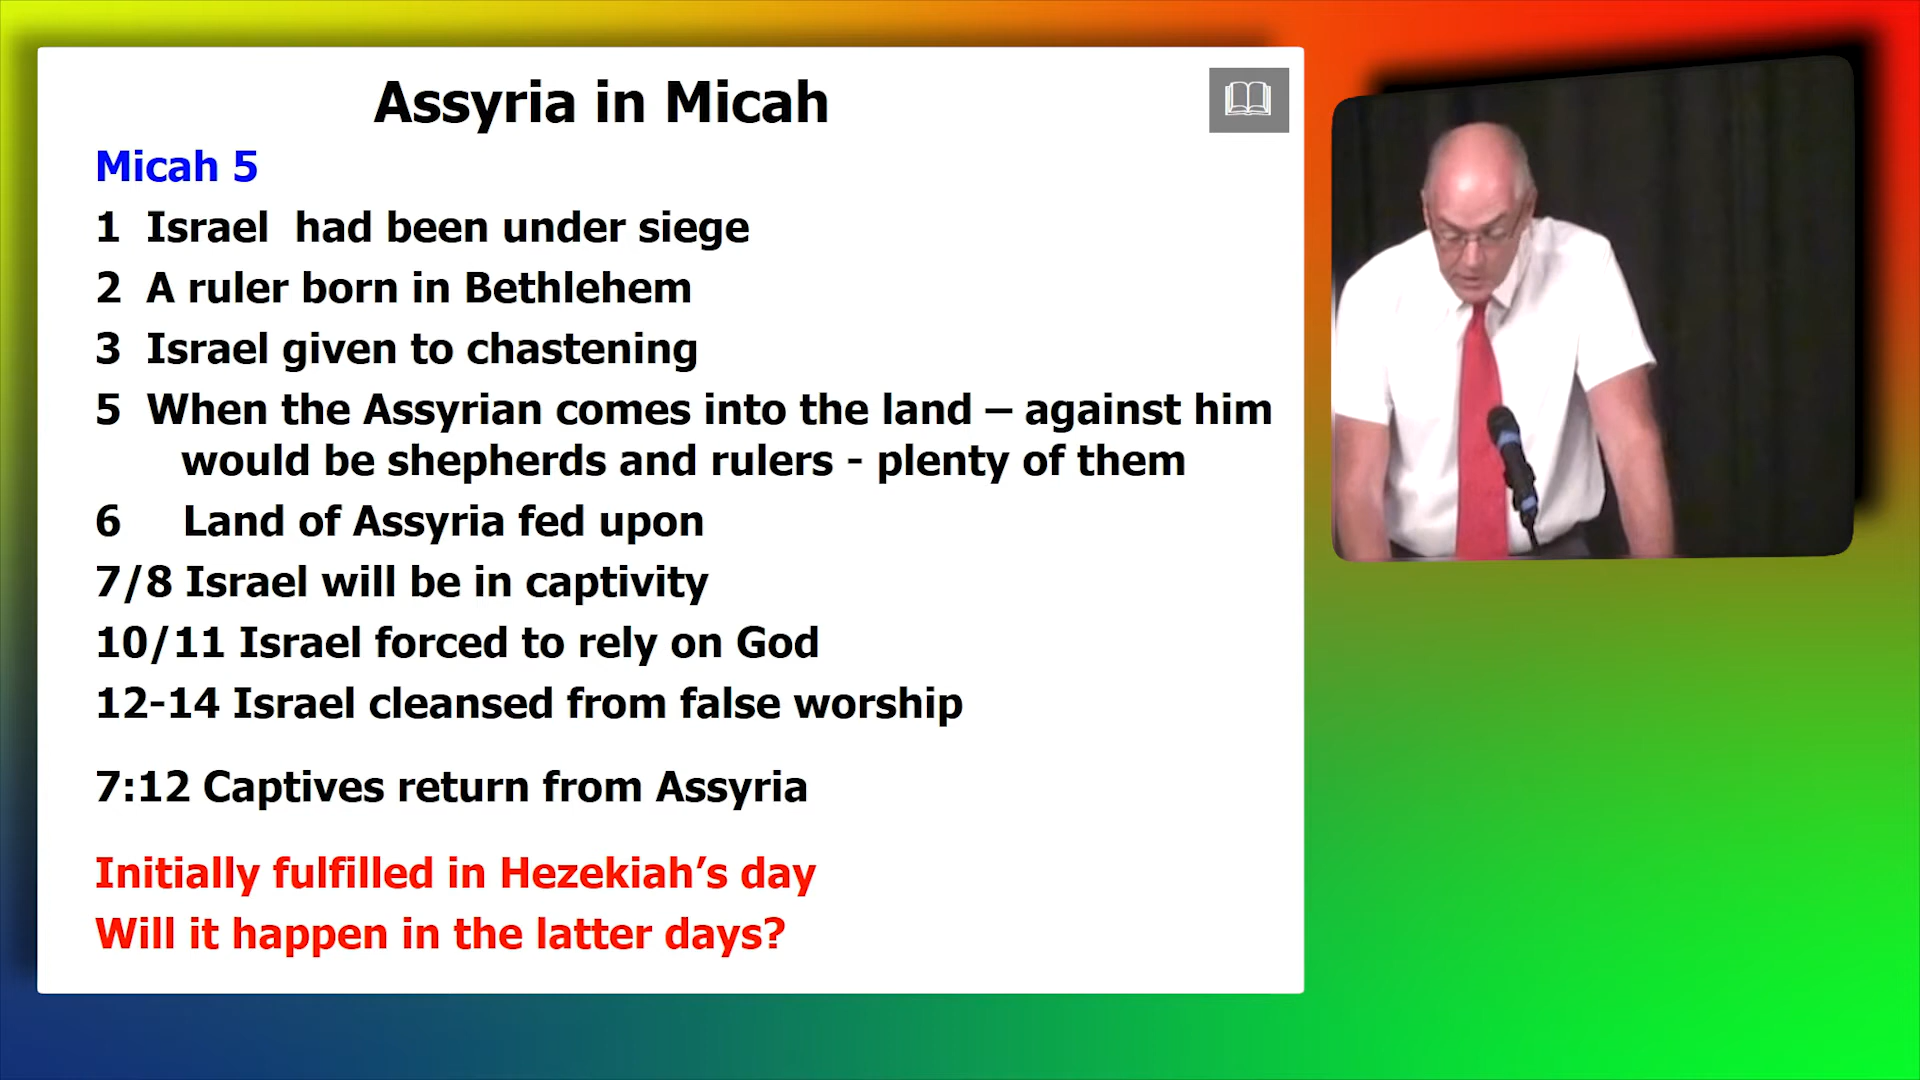 Assyria in Micah
Micah 5
1 Israel had been under siege
2 A ruler born in Bethlehem
3 Israel given to chastening
5 When the Assyrian comes into the land – against him
would be shepherds and rulers - plenty of them
6 Land of Assyria fed upon
7/8 Israel will be in captivity
10/11 Israel forced to rely on God
12-14 Israel cleansed from false worship
7:12 Captives return from Assyria
Initially fulfilled in Hezekiah’s day
Will it happen in the latter days?